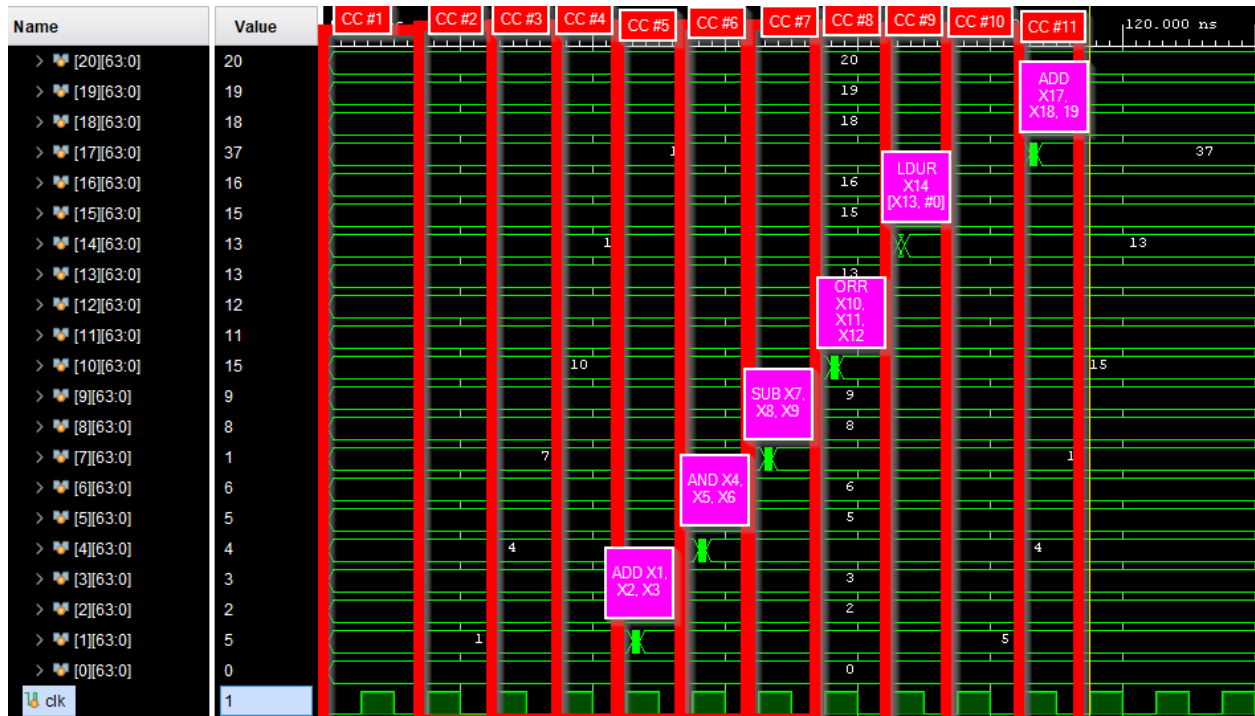 Name Value CC #1 CC #2 CC #3 CC #4 CC #5 CC #6 CC #7 CC #8 CC #9 CC #10 CC #11 120.000 ns
[20][63:0] 20 20
[19][63:0] 19 19
[18][63:0] 18 18
ADD
X17,
X18, 19
[17][63:0] 37 1 37
[16][63:0] 16 16
LDUR
X14
[X13, #0]
[15][63:0] 15 15
[14][63:0] 13 1 13
[13][63:0] 13 13
[12][63:0] 12
ORR
X10,
X11,
X12
[11][63:0] 11
[10][63:0] 15 10 15
[9][63:0] 9 9
SUB X7,
X8, X9
[8][63:0] 8 8
[7][63:0] 1 7 1
[6][63:0] 6 6
AND X4,
X5, X6
[5][63:0] 5 5
[4][63:0] 4 4 4
[3][63:0] 3 3
ADD X1,
X2, X3
[2][63:0] 2 2
[1][63:0] 5 1 5
[0][63:0] 0 0
clk 1